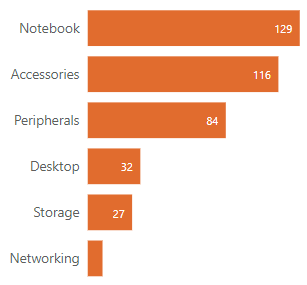 Notebook 129
Accessories 116
Peripherals 84
Desktop 32
Storage 27
Networking